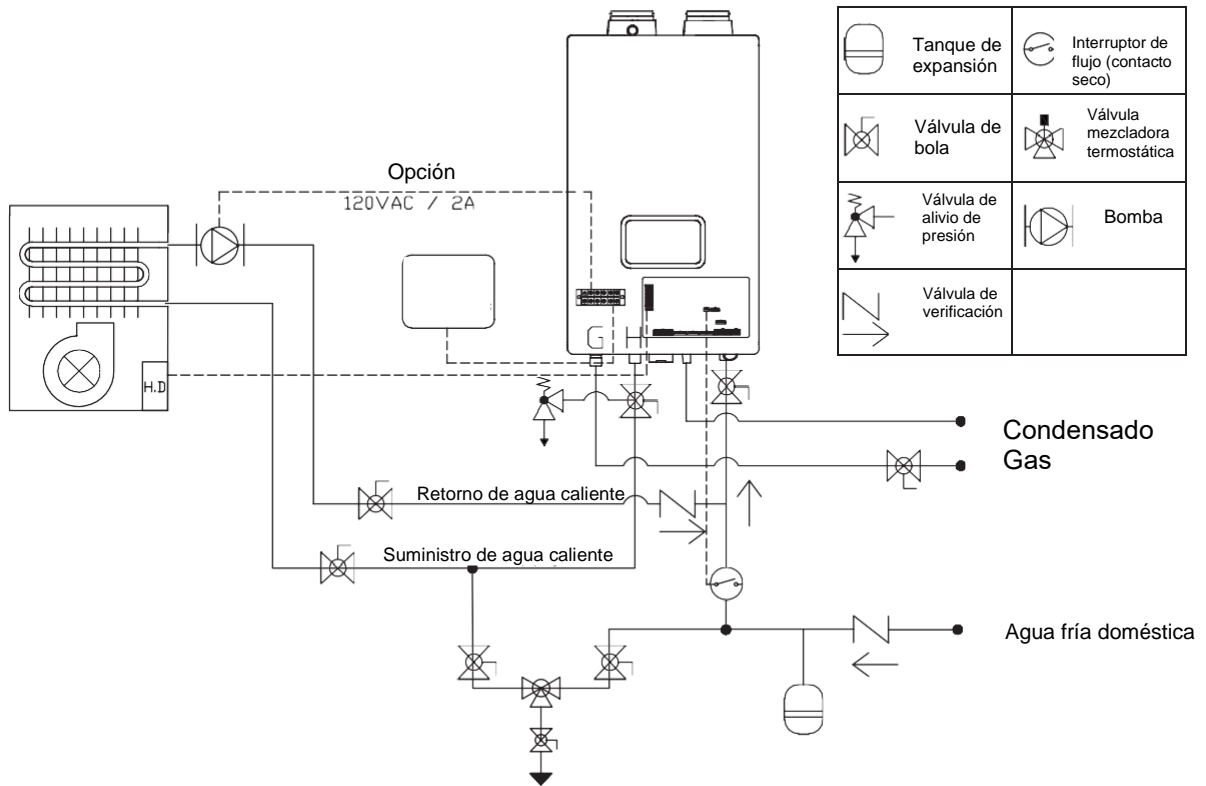 Opción
120VAC / 2A
G H
H.D
Retorno de agua caliente
Suministro de agua caliente
Condensado
Gas
Agua fría doméstica
Tanque de
expansión
Interruptor de
flujo (contacto
seco)
Válvula de
bola
Válvula
mezcladora
termostática
Válvula de
alivio de
presión
Bomba
Válvula de
verificación